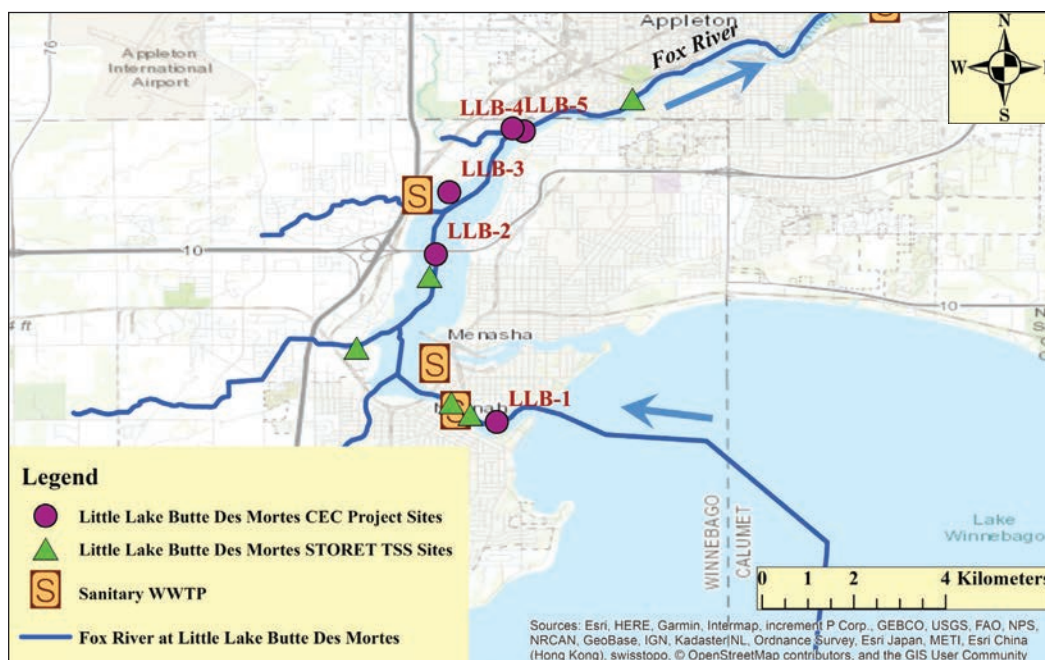 Appleton
N
W
S
76
Appleton
International
Airport
Fox River
LLB-4
LLB-5
LLB-3
S
LLB-2
10
10
4 ft
Menasha
S
LLB-1
S
WINNEBAGO
CALUMET
Lake
Winnebago
Legend
Little Lake Butte Des Mortes CEC Project Sites
Little Lake Butte Des Mortes STORET TSS Sites
S
Sanitary WWTP
Fox River at Little Lake Butte Des Mortes
0 1 2 4 Kilometers
Sources: Esri, HERE, Garmin, Intermap, increment P Corp., GEBCO, USGS, FAO, NPS,
NRCAN, GeoBase, IGN, Kadaster NL, Ordnance Survey, Esri Japan, METI, Esri China
(Hong Kong), swisstopo, © OpenStreetMap contributors, and the GIS User Community